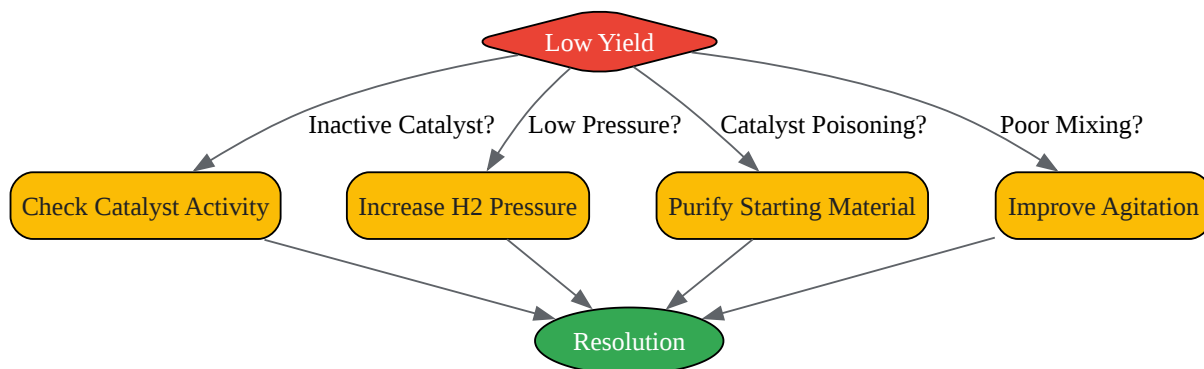 Low Yield
Inactive Catalyst?
Low Pressure?
Catalyst Poisoning?
Poor Mixing?
Check Catalyst Activity
Increase H2 Pressure
Purify Starting Material
Improve Agitation
Resolution